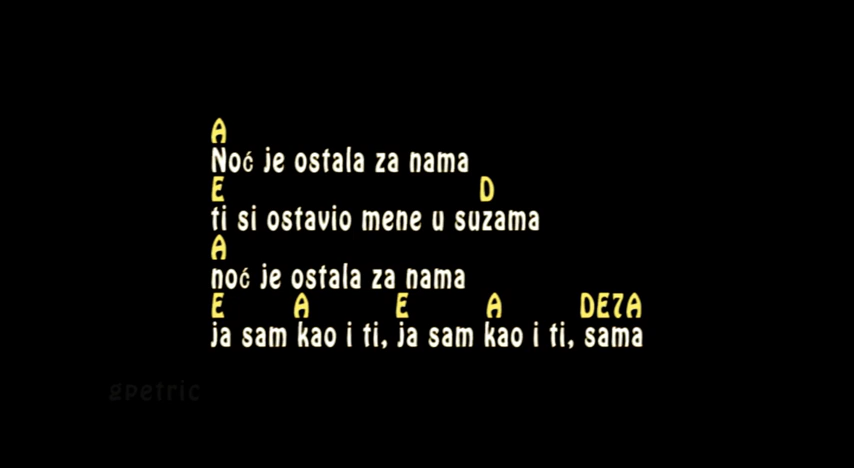 A
Noć je ostala za nama
E D
ti si ostavio mene u suzama
A
noć je ostala za nama
E A E A DE7A
ja sam kao i ti, ja sam kao i ti, sama
gpetric